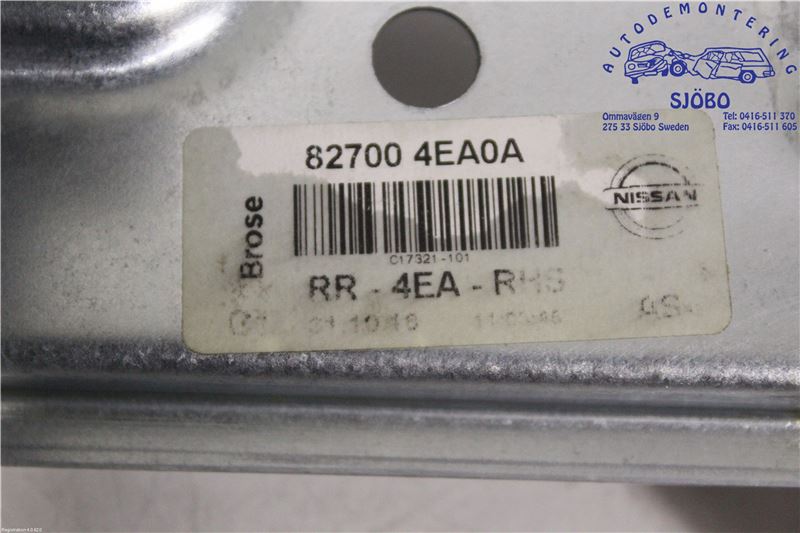 AUTODEMONTERING
SJÖBO
Ommavägen 9
275 33 Sjöbo Sweden
Tel: 0416-511 370
Fax: 0416-511 605
82700 4EA0A
Brose
NISSAN
C17321-101
RR - 4EA - RHS